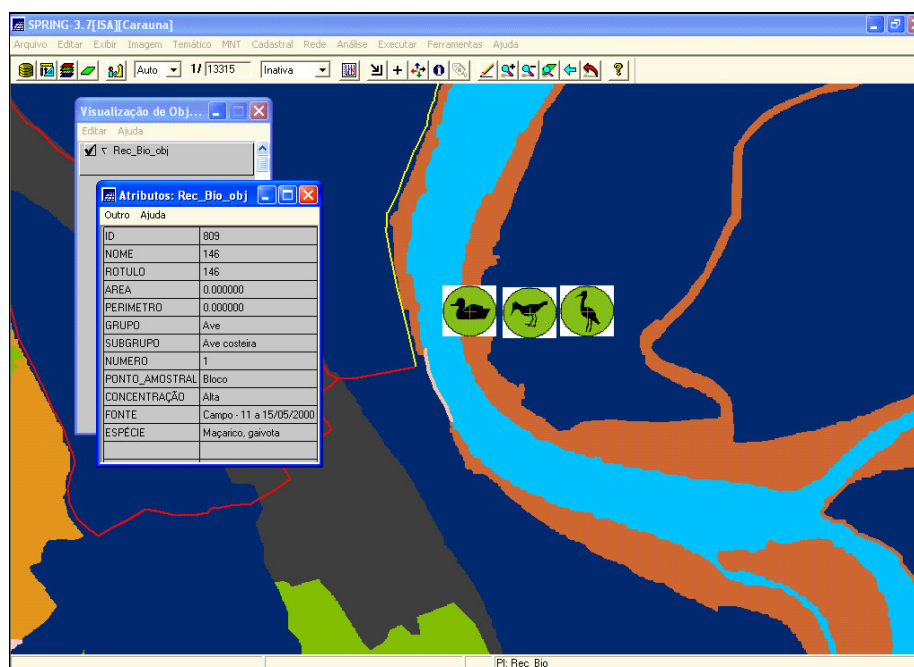 SPRING-3.7[ISA][Carauna]
Arquivo Editar Exibir Imagem Temático MNT Cadastral Rede Análise Executar Ferramentas Ajuda
Auto 1/ 13315 Inativa
Visualização de Obj...
Editar Ajuda
Rec_Bio_obj
Atributos: Rec_Bio_obj
Outro Ajuda
ID 809
NOME 146
ROTULO 146
AREA 0.000000
PERIMETRO 0.000000
GRUPO Ave
SUBGRUPO Ave costeira
NUMERO 1
PONTO_AMOSTRAL Bloco
CONCENTRAÇÃO Alta
FONTE Campo - 11 a 15/05/2000
ESPÉCIE Maçarico, gaivota
PI: Rec_Bio